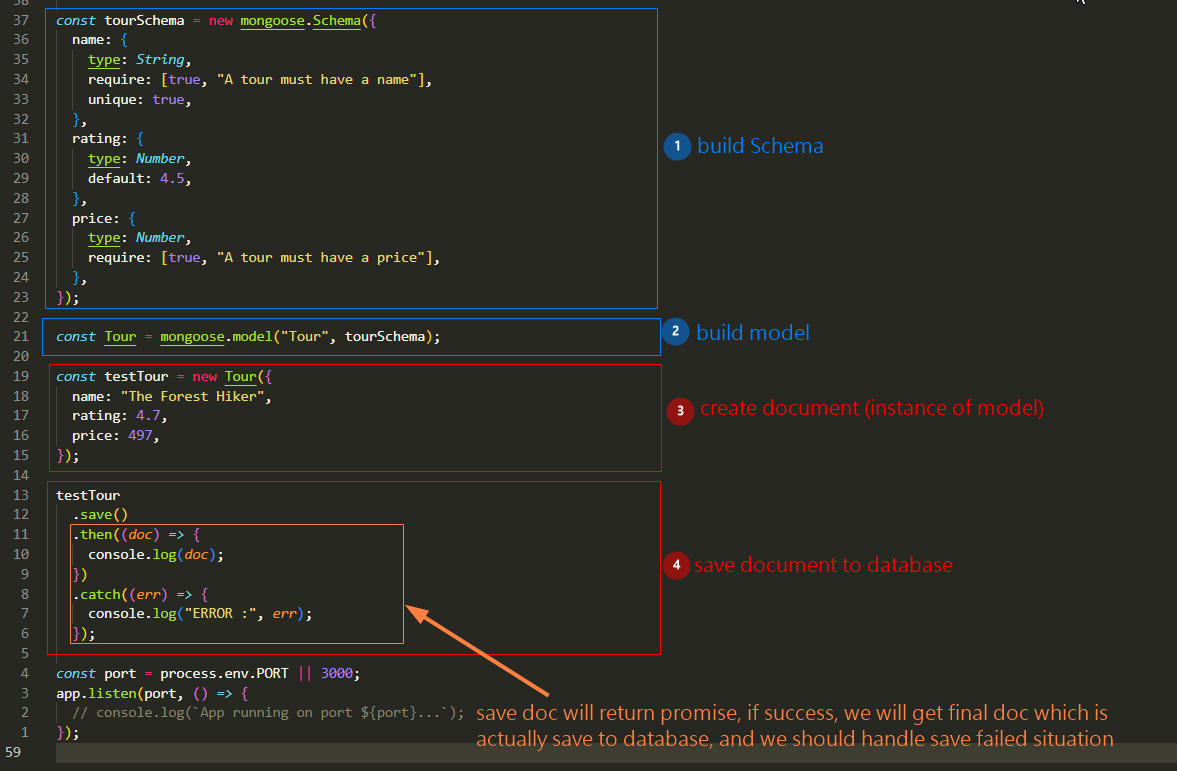 38
37 const tourSchema = new mongoose.Schema({
36 name: {
35 type: String,
34 require: [true, "A tour must have a name"],
33 unique: true,
32 },
31 rating: {
30 type: Number,
29 default: 4.5,
28 },
27 price: {
26 type: Number,
25 require: [true, "A tour must have a price"],
24 },
23 });
1 build Schema
22
21 const Tour = mongoose.model("Tour", tourSchema);
2 build model
20
19 const testTour = new Tour({
18 name: "The Forest Hiker",
17 rating: 4.7,
16 price: 497,
15 });
3 create document (instance of model)
14
13 testTour
12 .save()
11 .then((doc) => {
10 console.log(doc);
9 })
8 .catch((err) => {
7 console.log("ERROR :", err);
6 });
4 save document to database
5
4 const port = process.env.PORT || 3000;
3 app.listen(port, () => {
2 // console.log(`App running on port ${port}...`);
1 });
59
save doc will return promise, if success, we will get final doc which is
actually save to database, and we should handle save failed situation